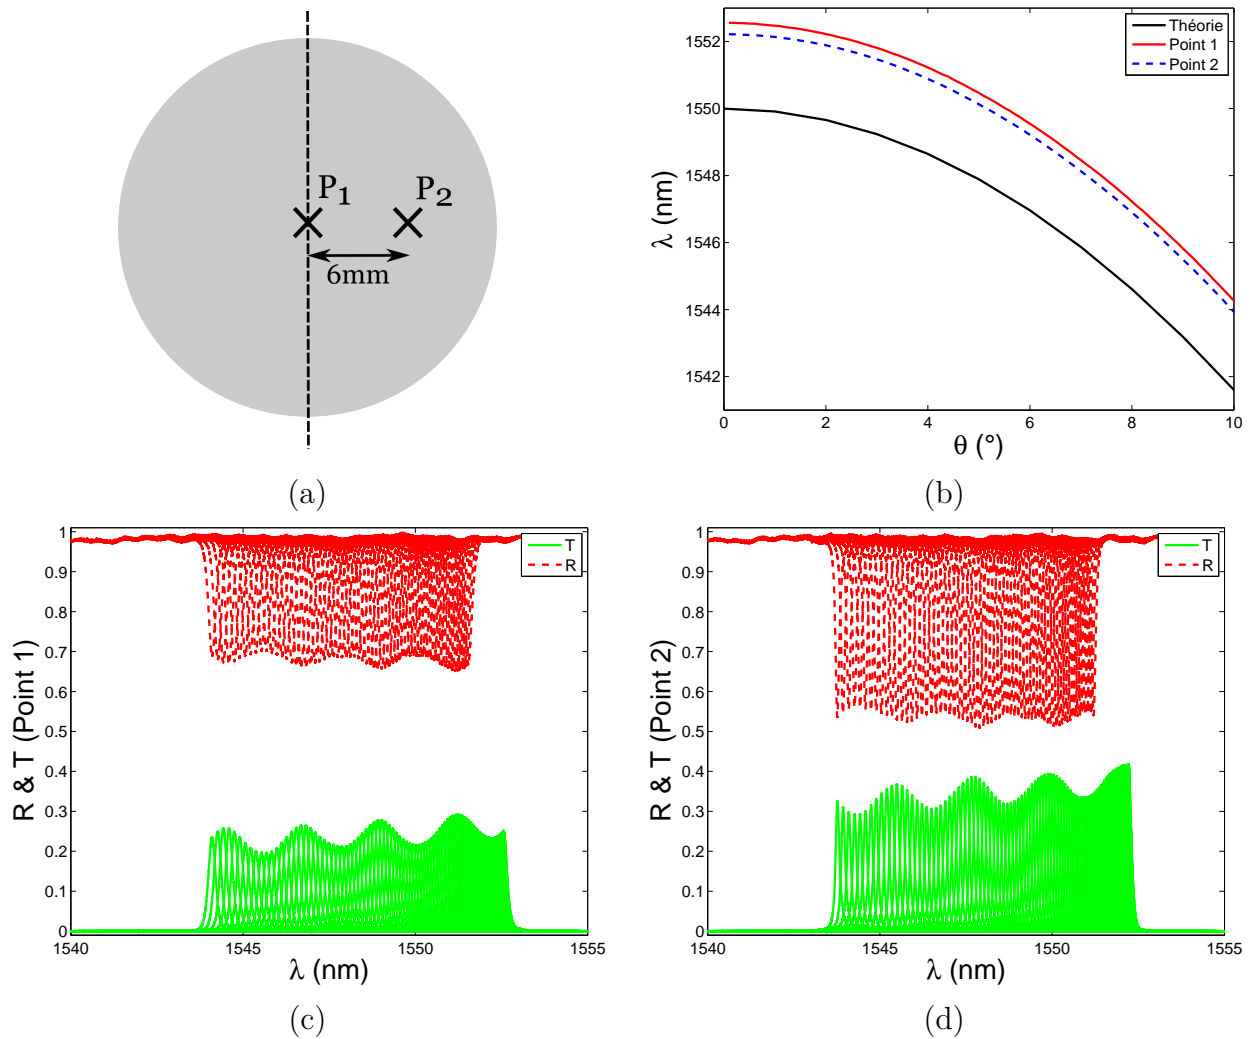 P1
P2
6mm
(a)
1552
1550
1548
1546
1544
1542
λ (nm)
0
2
4
6
8
10
θ (°)
Théorie
Point 1
Point 2
(b)
1
0.9
0.8
0.7
0.6
0.5
0.4
0.3
0.2
0.1
0
R & T (Point 1)
1540
1545
1550
1555
λ (nm)
T
R
(c)
1
0.9
0.8
0.7
0.6
0.5
0.4
0.3
0.2
0.1
0
R & T (Point 2)
1540
1545
1550
1555
λ (nm)
T
R
(d)